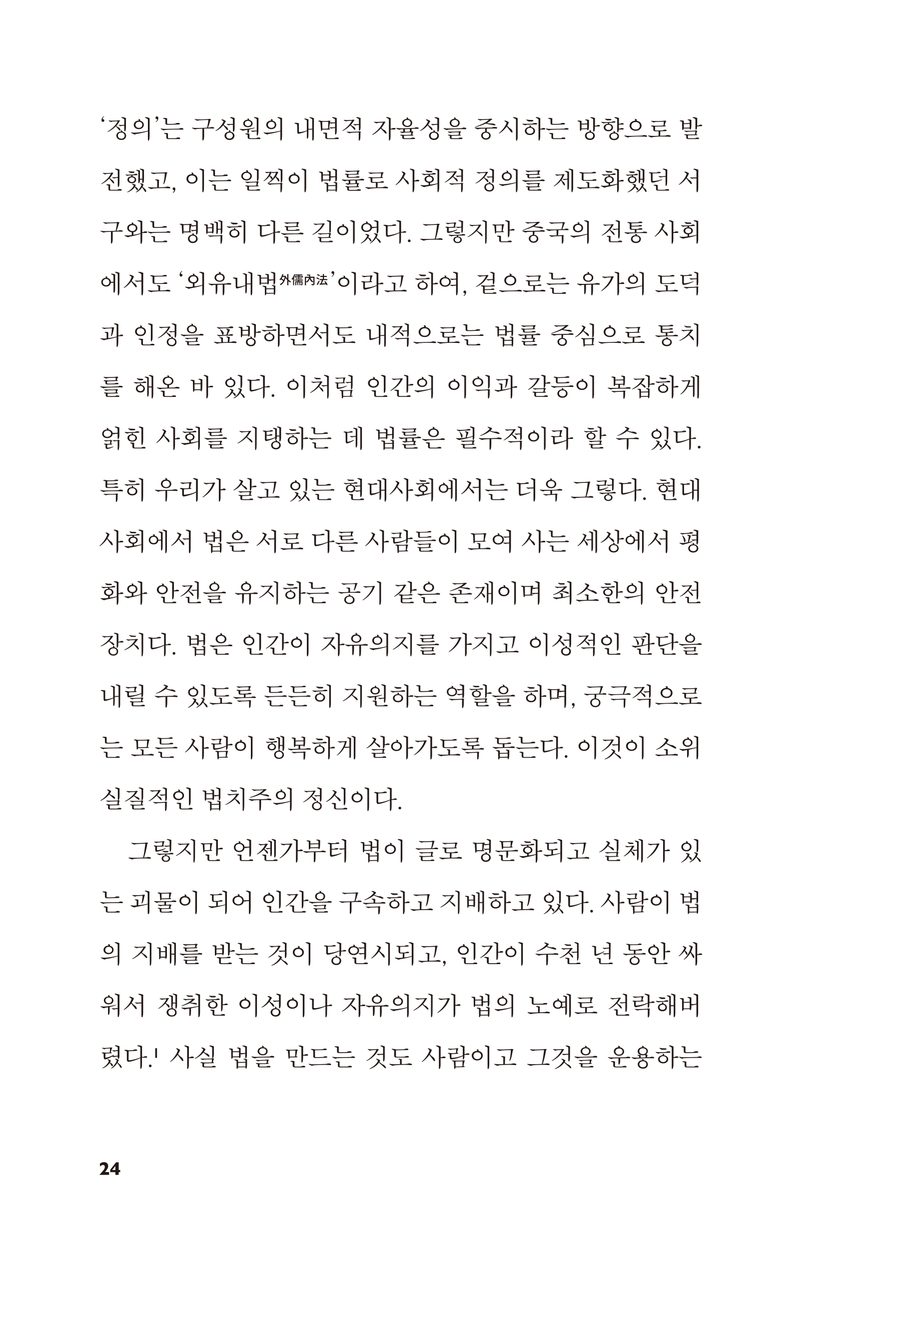 ‘정의’는 구성원의 내면적 자율성을 중시하는 방향으로 발
전했고, 이는 일찍이 법률로 사회적 정의를 제도화했던 서
구와는 명백히 다른 길이었다. 그렇지만 중국의 전통 사회
에서도 ‘외유내법外儒內法’이라고 하여, 겉으로는 유가의 도덕
과 인정을 표방하면서도 내적으로는 법률 중심으로 통치
를 해온 바 있다. 이처럼 인간의 이익과 갈등이 복잡하게
얽힌 사회를 지탱하는 데 법률은 필수적이라 할 수 있다.
특히 우리가 살고 있는 현대사회에서는 더욱 그렇다. 현대
사회에서 법은 서로 다른 사람들이 모여 사는 세상에서 평
화와 안전을 유지하는 공기 같은 존재이며 최소한의 안전
장치다. 법은 인간이 자유의지를 가지고 이성적인 판단을
내릴 수 있도록 든든히 지원하는 역할을 하며, 궁극적으로
는 모든 사람이 행복하게 살아가도록 돕는다. 이것이 소위
실질적인 법치주의 정신이다.
그렇지만 언젠가부터 법이 글로 명문화되고 실체가 있
는 괴물이 되어 인간을 구속하고 지배하고 있다. 사람이 법
의 지배를 받는 것이 당연시되고, 인간이 수천 년 동안 싸
워서 쟁취한 이성이나 자유의지가 법의 노예로 전락해버
렸다.1 사실 법을 만드는 것도 사람이고 그것을 운용하는
24